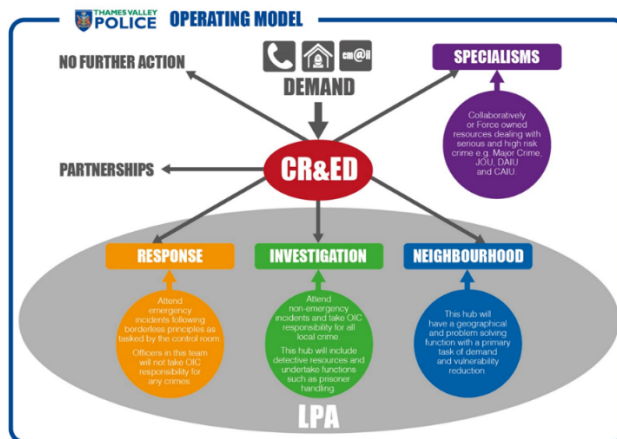 THAMES VALLEY
POLICE
OPERATING MODEL
NO FURTHER ACTION
cm@il
DEMAND
SPECIALISMS
Collaboratively
or Force owned
resources dealing with
serious and high risk
crime e.g. Major Crime,
JOU, DAIU
and CAIU.
PARTNERSHIPS
CR&ED
RESPONSE
INVESTIGATION
NEIGHBOURHOOD
Attend
emergency
incidents following
borderless principles as
tasked by the control room
Officers in this team
will not take OIC
responsibility for
any crimes.
Attend
non-emergency
incidents and take OIC
responsibility for all
local crime.
This hub will include
defective resources and
undertake functions
such as prisoner
handling.
This hub will
have a geographical
and problem solving
function with a primary
task of demand
and vulnerability
reduction.
LPA